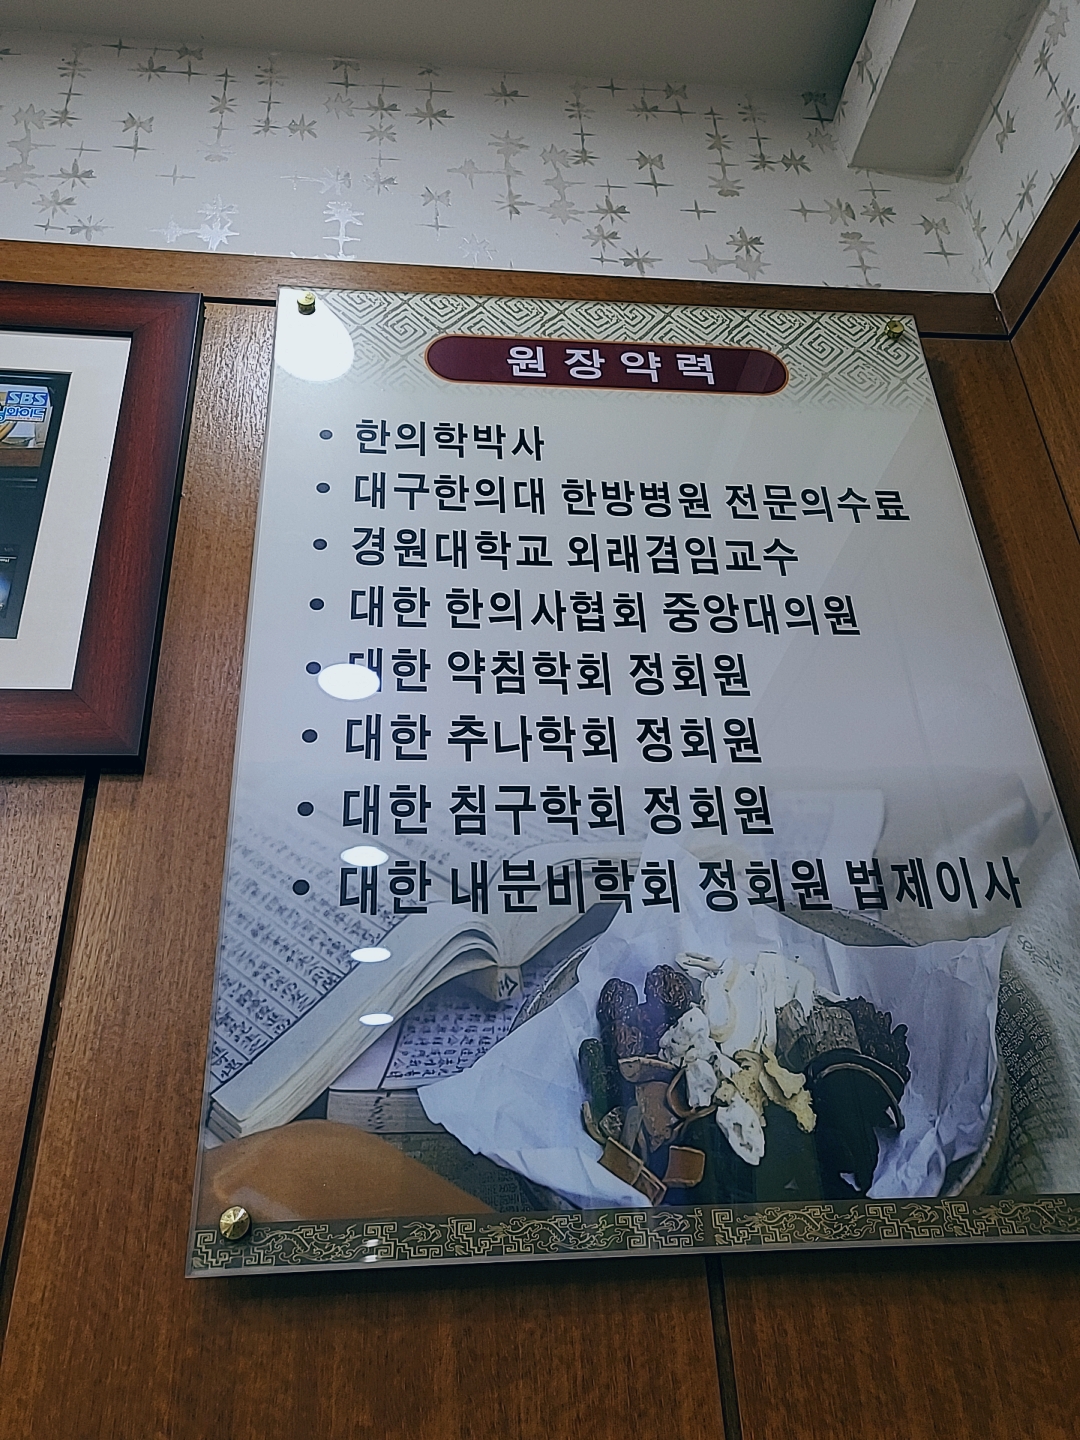 SBS
원장약력
• 한의학박사
• 대구한의대 한방병원 전문의수료
• 경원대학교 외래겸임교수
• 대한 한의사협회 중앙대의원
• 대한 약침학회 정회원
• 대한 추나학회 정회원
• 대한 침구학회 정회원
• 대한 내분비학회 정회원 법제이사